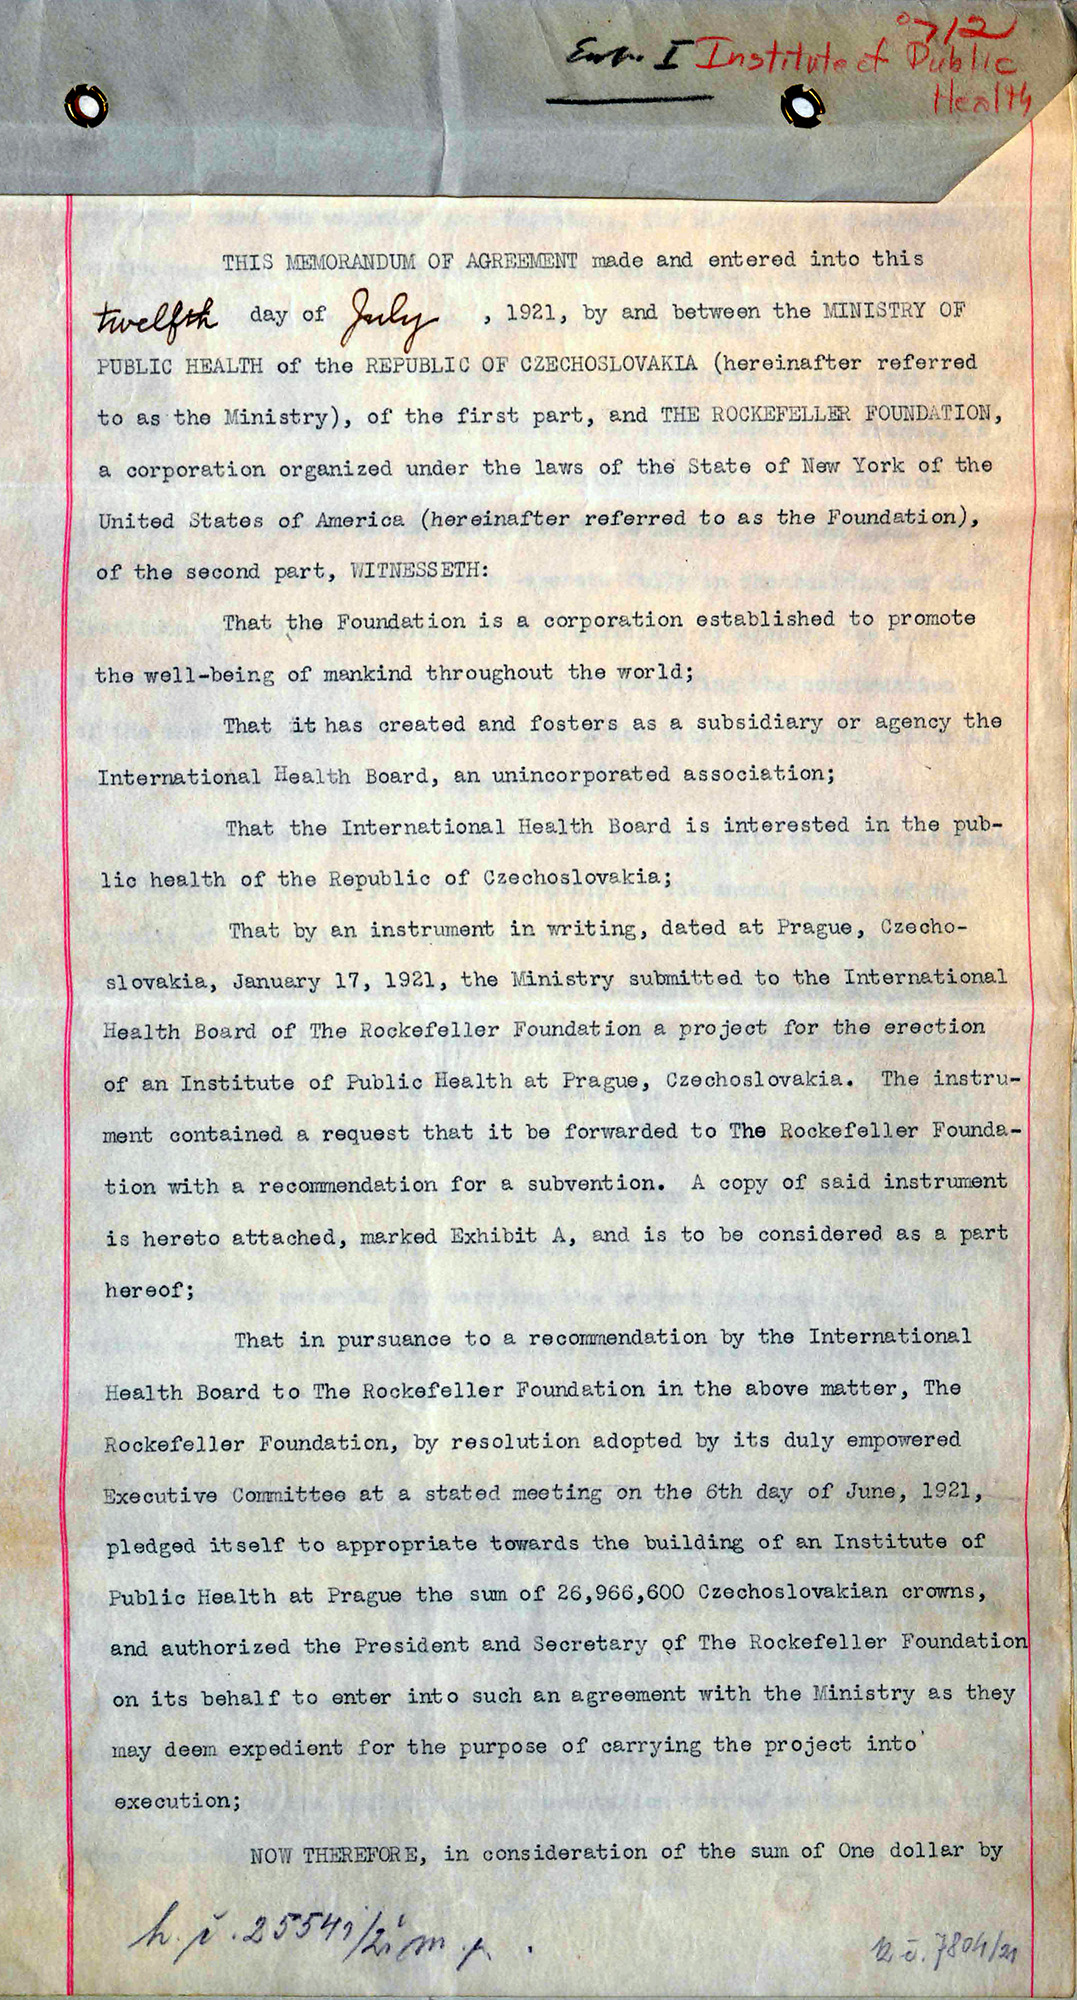 712
I Institute of Public
Health
THIS MEMORANDUM OF AGREEMENT made and entered into this
twelfth day of July , 1921, by and between the MINISTRY OF
PUBLIC HEALTH of the REPUBLIC OF CZECHOSLOVAKIA (hereinafter referred
to as the Ministry), of the first part, and THE ROCKEFELLER FOUNDATION,
a corporation organized under the laws of the State of New York of the
United States of America (hereinafter referred to as the Foundation),
of the second part, WITNESSETH:
That the Foundation is a corporation established to promote
the well-being of mankind throughout the world;
That it has created and fosters as a subsidiary or agency the
International Health Board, an unincorporated association;
That the International Health Board is interested in the pub-
lic health of the Republic of Czechoslovakia;
That by an instrument in writing, dated at Prague, Czecho-
slovakia, January 17, 1921, the Ministry submitted to the International
Health Board of The Rockefeller Foundation a project for the erection
of an Institute of Public Health at Prague, Czechoslovakia. The instru-
ment contained a request that it be forwarded to The Rockefeller Founda-
tion with a recommendation for a subvention. A copy of said instrument
is hereto attached, marked Exhibit A, and is to be considered as a part
hereof;
That in pursuance to a recommendation by the International
Health Board to The Rockefeller Foundation in the above matter, The
Rockefeller Foundation, by resolution adopted by its duly empowered
Executive Committee at a stated meeting on the 6th day of June, 1921,
pledged itself to appropriate towards the building of an Institute of
Public Health at Prague the sum of 26,966,600 Czechoslovakian crowns,
and authorized the President and Secretary of The Rockefeller Foundation
on its behalf to enter into such an agreement with the Ministry as they
may deem expedient for the purpose of carrying the project into
execution;
NOW THEREFORE, in consideration of the sum of One dollar by
č. 7804/21